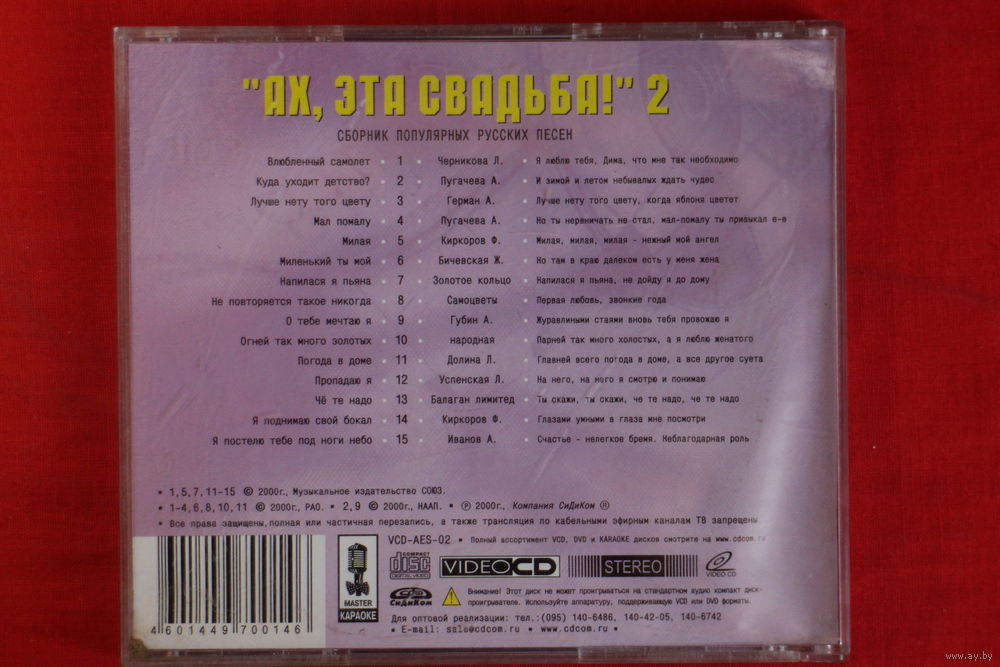 "АХ, ЭТА СВАДЬБА!" 2
СБОРНИК ПОПУЛЯРНЫХ РУССКИХ ПЕСЕН
Влюбленный самолет • 1 • Черникова Л. • Я люблю тебя, Дима, что мне так необходимо
Куда уходит детство? • 2 • Пугачева А. • И зимой и летом небывалых ждать чудес
Лучше нету того цвету • 3 • Герман А. • Лучше нету того цвету, когда яблоня цветет
Мал помалу • 4 • Пугачева А. • Но ты нервничать не стал, мал-помалу ты привыкал е-е
Милая • 5 • Киркоров Ф. • Милая, милая, милая - нежный мой ангел
Миленький ты мой • 6 • Бичевская Ж. • Но там в краю далеком есть у меня жена
Напилася я пьяна • 7 • Золотое кольцо • Напилася я пьяна, не дойду я до дому
Не повторяется такое никогда • 8 • Самоцветы • Первая любовь, звонкие года
О тебе мечтаю я • 9 • Губин А. • Журавлиными стаями вновь тебя провожаю я
Огней так много золотых • 10 • народная • Парней так много холостых, а я люблю женатого
Погода в доме • 11 • Долина Л. • Главней всего погода в доме, а все другое суета
Пропадаю я • 12 • Успенская Л. • На него, на него я смотрю и понимаю
Чё те надо • 13 • Балаган лимитед • Ты скажи, ты скажи, че те надо, че те надо
Я поднимаю свой бокал • 14 • Киркоров Ф. • Глазами умными в глаза мне посмотри
Я постелю тебе под ноги небо • 15 • Иванов А. • Счастье - нелегкое бремя. Неблагодарная роль
• 1,5,7,11-15 © 2000г., Музыкальное издательство СОЮЗ.
• 1-4,6,8,10,11 © 2000г., РАО. • 2,9 © 2000г., НААП. • ℗ 2000г., Компания СиДиКом ®
• Все права защищены,полная или частичная перезапись, а также трансляция по кабельными эфирным каналам ТВ запрещены
VCD-AES-02 • Полный ассортимент VCD, DVD и KARAOKE дисков смотрите на www.cdcom.ru
MASTER
КАРАОКЕ
COMPACT
DISC
DIGITAL VIDEO
VIDEO CD
STEREO
VIDEO CD
СиДиКом
Внимание! Этот диск не может проигрываться на стандартном аудио компакт диск-
проигрывателе. Используйте аппаратуру, поддерживающую VCD или DVD форматы.
Для оптовой реализации: тел.:(095) 140-6486, 140-42-05, 140-6742
• E-mail: sale@cdcom.ru • www.cdcom.ru •
4 601449 700146
www.ay.by